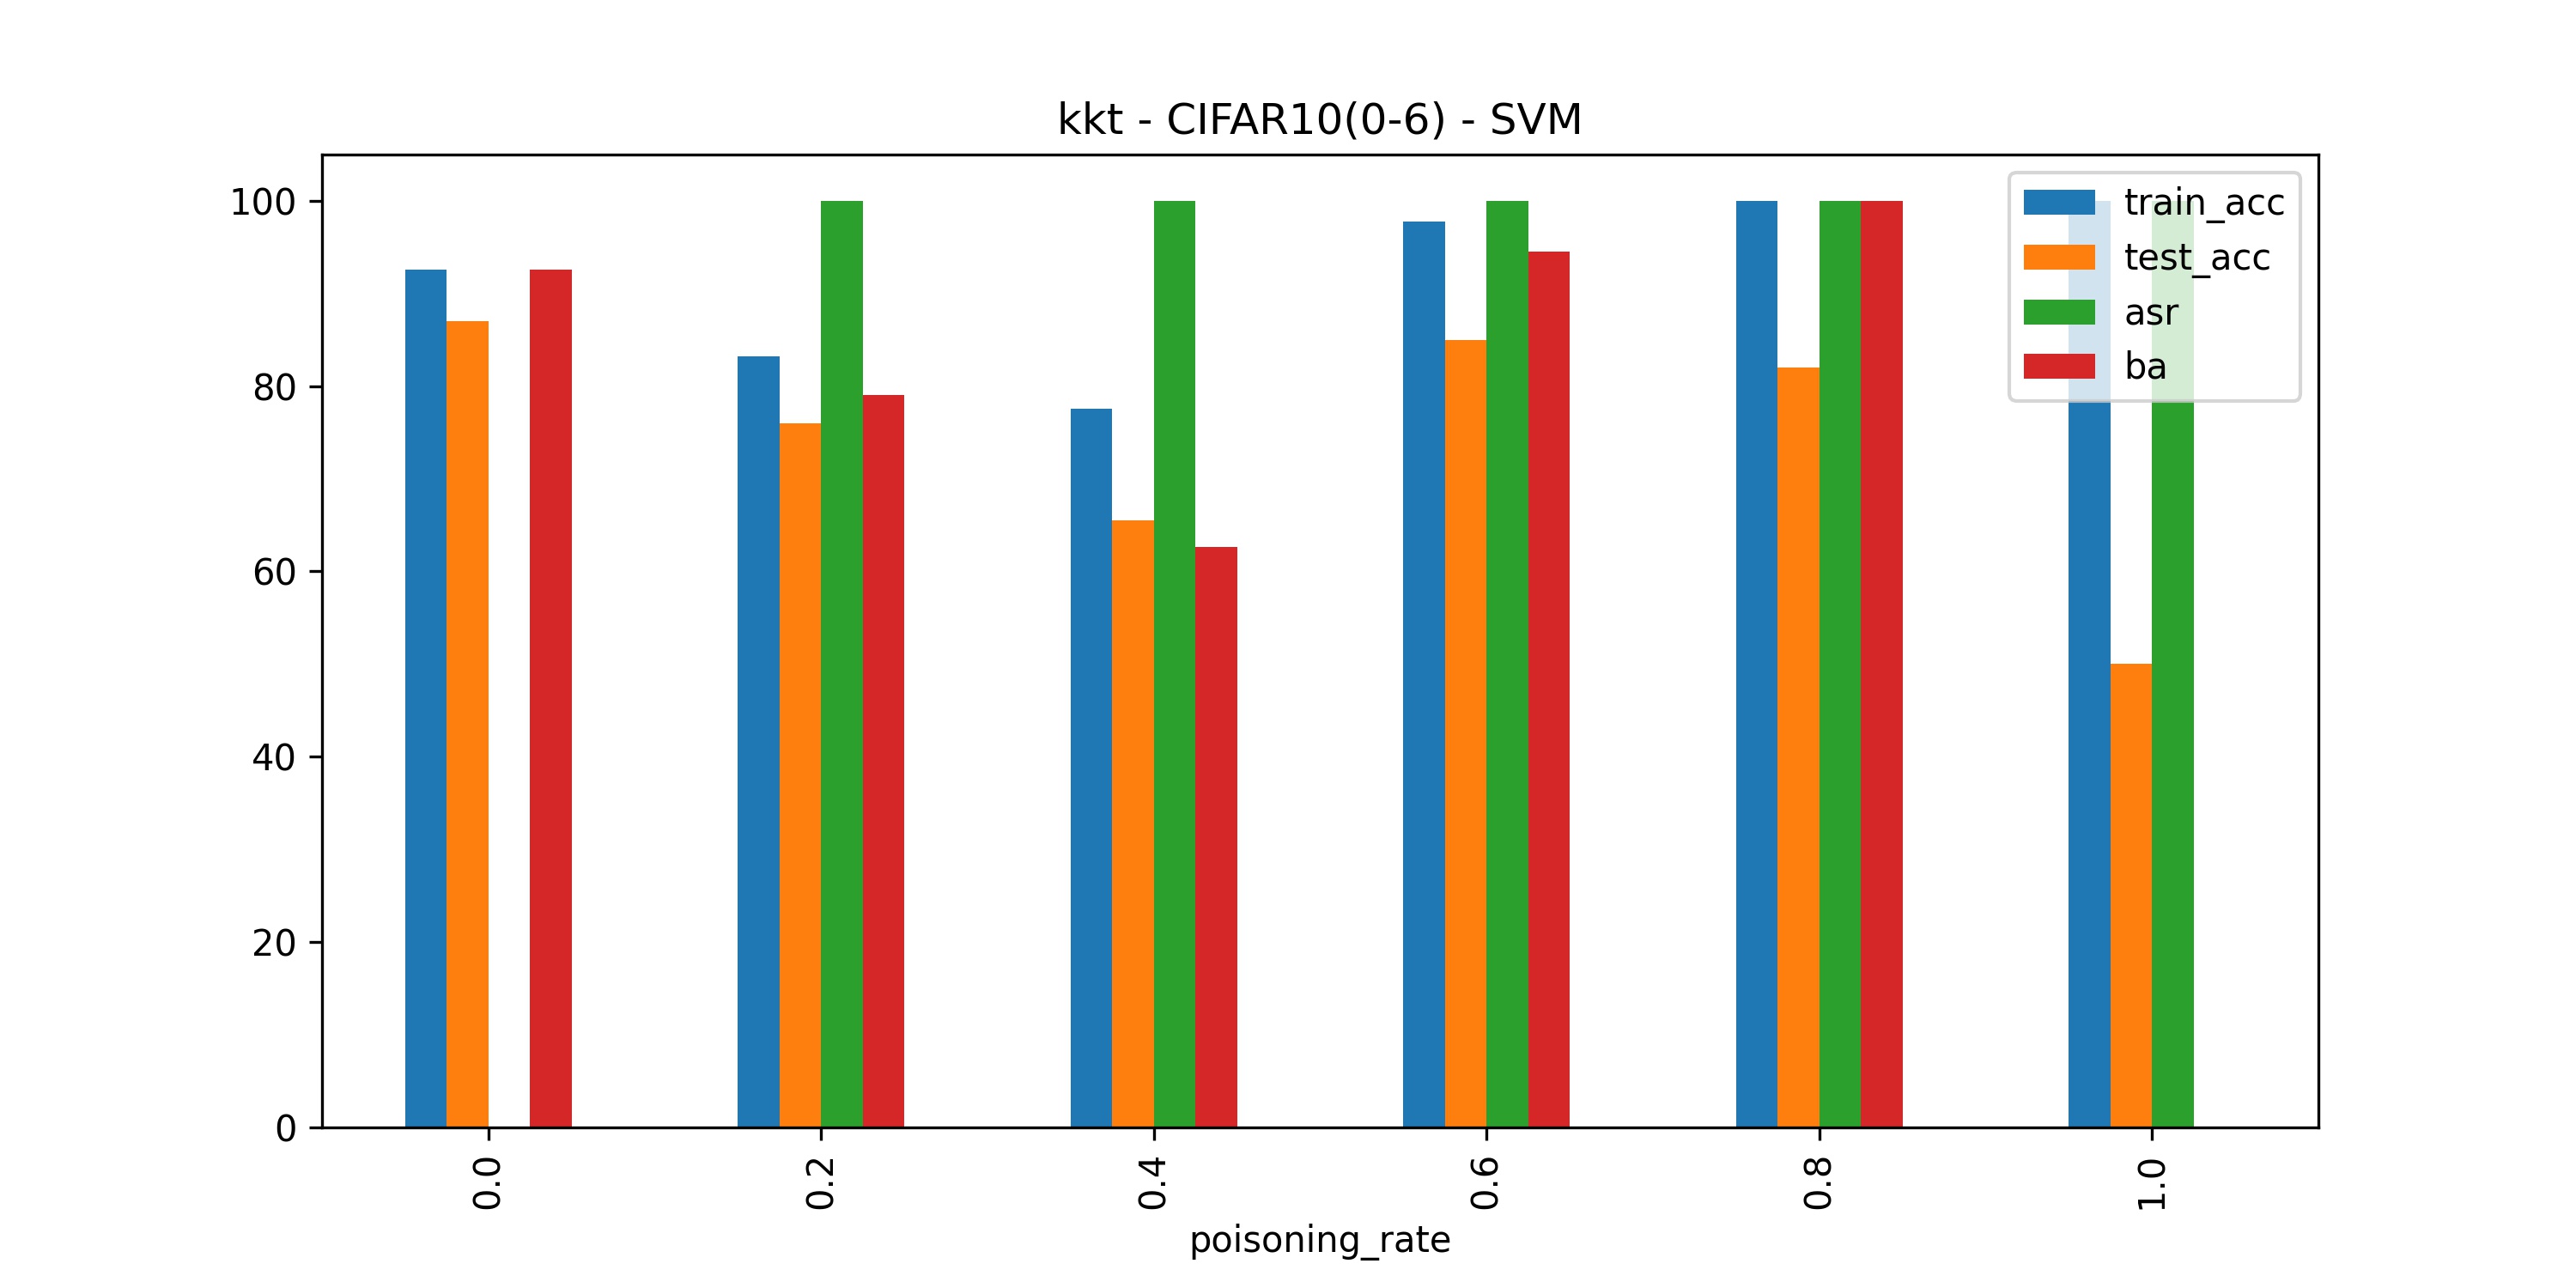 kkt - CIFAR10(0-6) - SVM
100
80
60
40
20
0
train_acc
test_acc
asr
ba
0.0 0.2 0.4 0.6 0.8 1.0
poisoning_rate